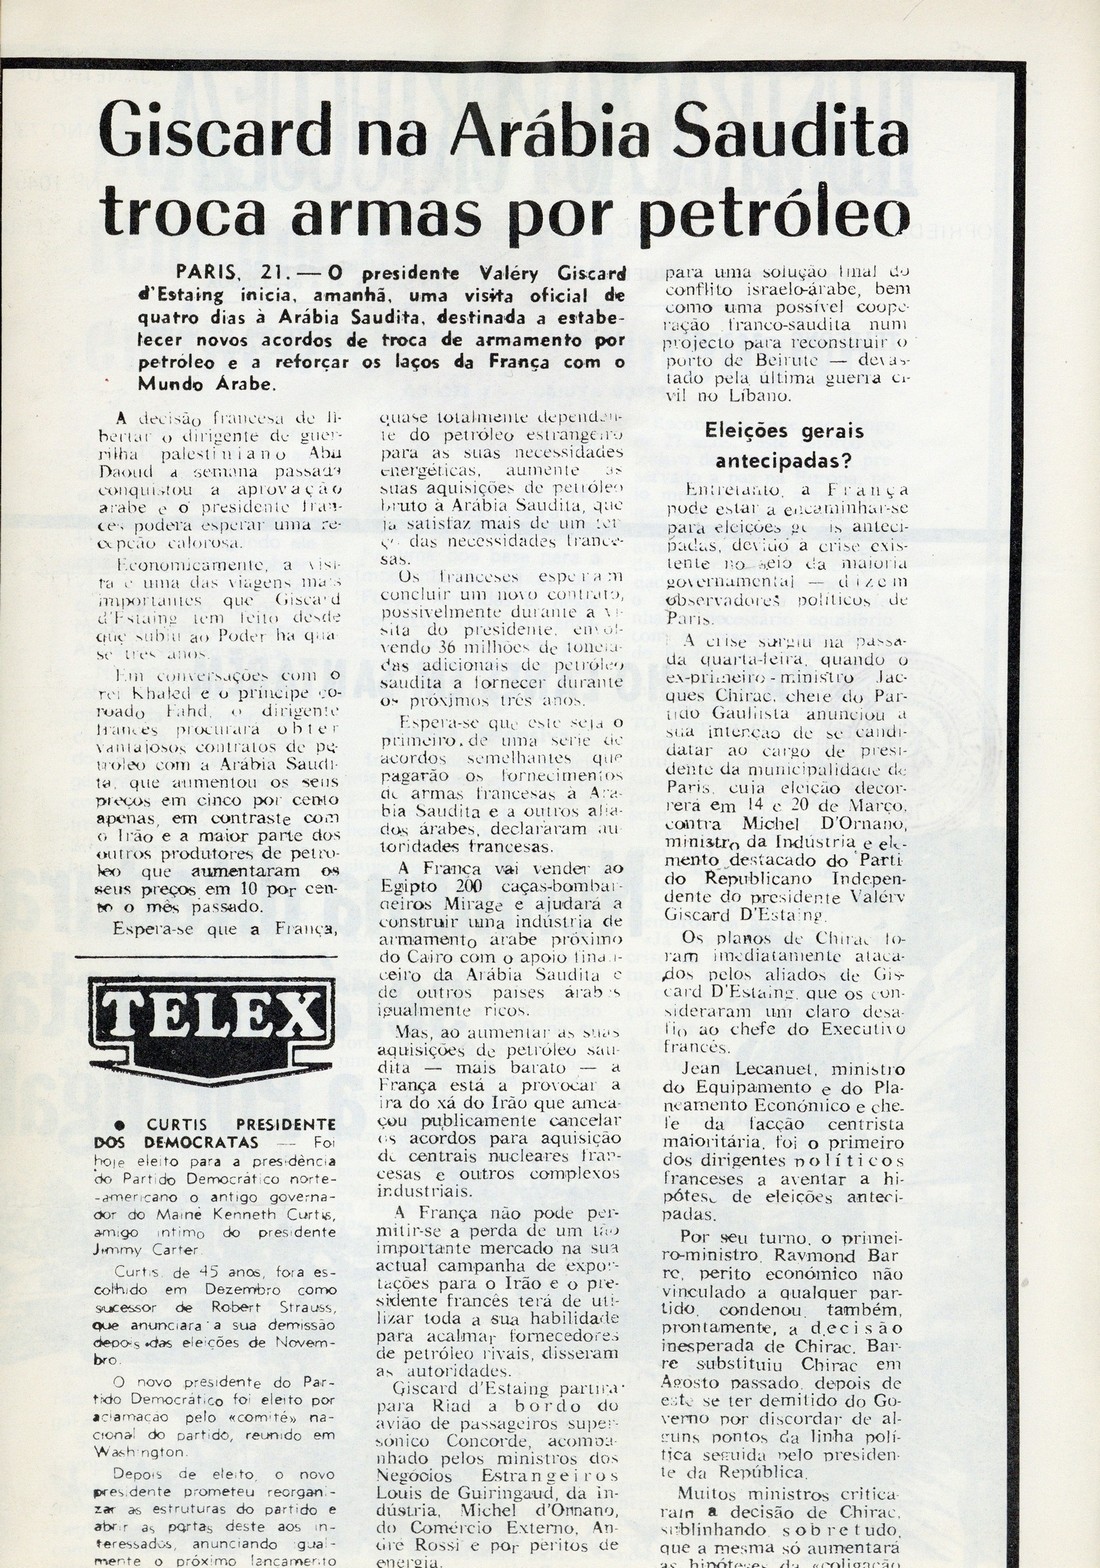 Giscard na Arábia Saudita
troca armas por petróleo
PARIS, 21. — O presidente Valéry Giscard
d'Estaing inicia, amanhã, uma visita oficial de
quatro dias à Arábia Saudita, destinada a estabe-
lecer novos acordos de troca de armamento por
petróleo e a reforçar os laços da França com o
Mundo Árabe.
A decisão francesa de li-
bertar o dirigente de guer-
rilha palestiniano Abu
Daoud a semana passada
conquistou a aprovação
árabe e o presidente fran-
cês poderá esperar uma re-
cepção calorosa.
Economicamente, a visi-
ta é uma das viagens mais
importantes que Giscard
d'Estaing tem feito desde
que subiu ao Poder há qua-
se três anos.
Em conversações com o
rei Khaled e o príncipe co-
roado Fahd, o dirigente
francês procurará obter
vantajosos contratos de pe-
tróleo com a Arábia Saudi-
ta, que aumentou os seus
preços em cinco por cento
apenas, em contraste com
o Irão e a maior parte dos
outros produtores de petró-
leo que aumentaram os
seus preços em 10 por cen-
to o mês passado.
Espera-se que a França,
quase totalmente dependen-
te do petróleo estrangeiro
para as suas necessidades
energéticas, aumente as
suas aquisições de petróleo
bruto à Arábia Saudita, que
já satisfaz mais de um ter-
ço das necessidades france-
sas.
Os franceses esperam
concluir um novo contrato,
possivelmente durante a vi-
sita do presidente, envol-
vendo 36 milhões de tonela-
das adicionais de petróleo
saudita a fornecer durante
os próximos três anos.
Espera-se que este seja o
primeiro de uma série de
acordos semelhantes que
pagarão os fornecimentos
de armas francesas à Ará-
bia Saudita e a outros alia-
dos árabes, declararam au-
toridades francesas.
A França vai vender ao
Egipto 200 caças-bombar-
deiros Mirage e ajudará a
construir uma indústria de
armamento árabe próximo
do Cairo com o apoio finan-
ceiro da Arábia Saudita e
de outros países árabes
igualmente ricos.
Mas, ao aumentar as suas
aquisições de petróleo sau-
dita — mais barato — a
França está a provocar a
ira do xá do Irão que amea-
çou publicamente cancelar
os acordos para aquisição
de centrais nucleares fran-
cesas e outros complexos
industriais.
A França não pode per-
mitir-se a perda de um tão
importante mercado na sua
actual campanha de expor-
tações para o Irão e o pre-
sidente francês terá de uti-
lizar toda a sua habilidade
para acalmar fornecedores
de petróleo rivais, disseram
as autoridades.
Giscard d'Estaing partirá
para Riad a bordo do
avião de passageiros super-
sónico Concorde, acompa-
nhado pelos ministros dos
Negócios Estrangeiros
Louis de Guiringaud, da in-
dústria, Michel d'Ornano,
do Comércio Externo, An-
dré Rossi e por peritos de
energia.
para uma solução final do
conflito israelo-árabe, bem
como uma possível coope-
ração franco-saudita num
projecto para reconstruir o
porto de Beirute — devas-
tado pela última guerra ci-
vil no Líbano.
Eleições gerais
antecipadas?
Entretanto, a França
pode estar a encaminhar-se
para eleições ge is anteci-
padas, devido à crise exis-
tente no seio da maioria
governamental — dizem
observadores políticos de
Paris.
A crise surgiu na passa-
da quarta-feira, quando o
ex-primeiro-ministro Jac-
ques Chirac, chefe do Par-
tido Gaulista anunciou a
sua intenção de se candi-
datar ao cargo de presi-
dente da municipalidade de
Paris, cuja eleição decor-
rerá em 14 e 20 de Março,
contra Michel D'Ornano,
ministro da Indústria e ele-
mento destacado do Parti
do Republicano Indepen-
dente do presidente Valéry
Giscard D'Estaing.
Os planos de Chirac fo-
ram imediatamente ataca-
dos pelos aliados de Gis-
card D'Estaing, que os con-
sideraram um claro desa-
fio ao chefe do Executivo
francês.
Jean Lecanuet, ministro
do Equipamento e do Pla-
neamento Económico e che-
fe da facção centrista
maioritária, foi o primeiro
dos dirigentes políticos
franceses a aventar a hi-
pótese de eleições anteci-
padas.
Por seu turno, o primei-
ro-ministro, Raymond Bar
re, perito económico não
vinculado a qualquer par-
tido, condenou também,
prontamente, a decisão
inesperada de Chirac. Bar-
re substituiu Chirac em
Agosto passado, depois de
este se ter demitido do Go-
verno por discordar de al-
guns pontos da linha polí-
tica seguida pelo presiden-
te da República.
Muitos ministros critica-
ram a decisão de Chirac,
sublinhando sobretudo,
que a mesma só aumentará
as hipóteses da «coligação
TELEX
● CURTIS PRESIDENTE
DOS DEMOCRATAS — Foi
hoje eleito para a presidência
do Partido Democrático norte-
-americano o antigo governa-
dor do Maine Kenneth Curtis,
amigo íntimo do presidente
Jimmy Carter.
Curtis, de 45 anos, fora es-
colhido em Dezembro como
sucessor de Robert Strauss,
que anunciara a sua demissão
depois das eleições de Novem-
bro.
O novo presidente do Par-
tido Democrático foi eleito por
aclamação pelo «comité» na-
cional do partido, reunido em
Washington.
Depois de eleito, o novo
presidente prometeu reorgani-
zar as estruturas do partido e
abrir as portas deste aos in-
teressados, anunciando igual-
mente o próximo lançamento